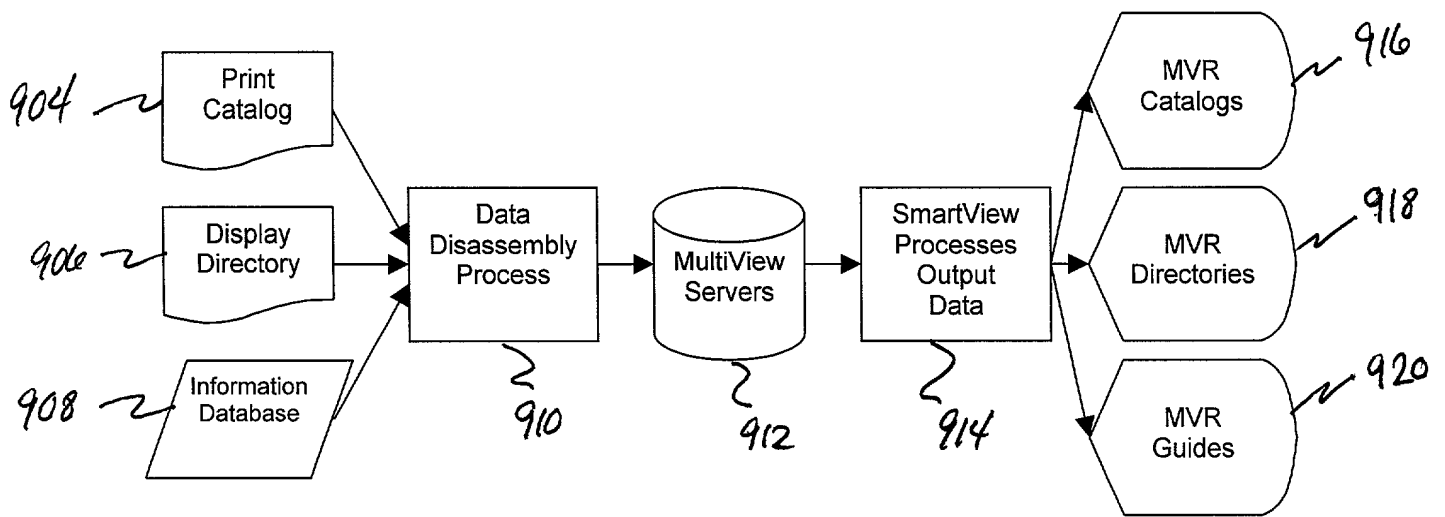 904
Print
Catalog
906
Display
Directory
908
Information
Database
Data
Disassembly
Process
910
MultiView
Servers
912
SmartView
Processes
Output
Data
914
MVR
Catalogs
916
MVR
Directories
918
MVR
Guides
920